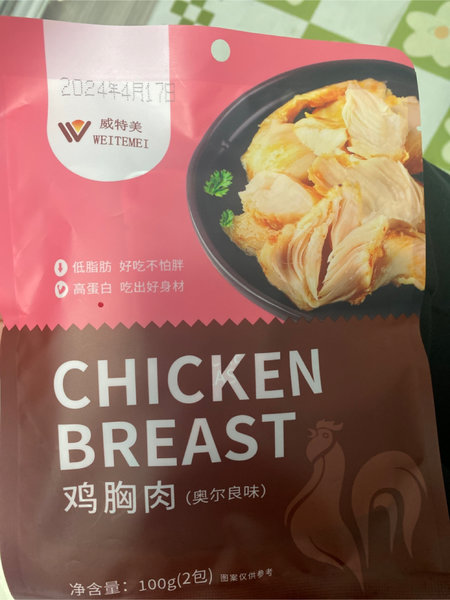 2024年4月17日
威特美
WEITEMEI
低脂肪 好吃不怕胖
高蛋白 吃出好身材
CHICKEN
BREAST
鸡胸肉(奥尔良味)
净含量:100g(2包) 图案仅供参考